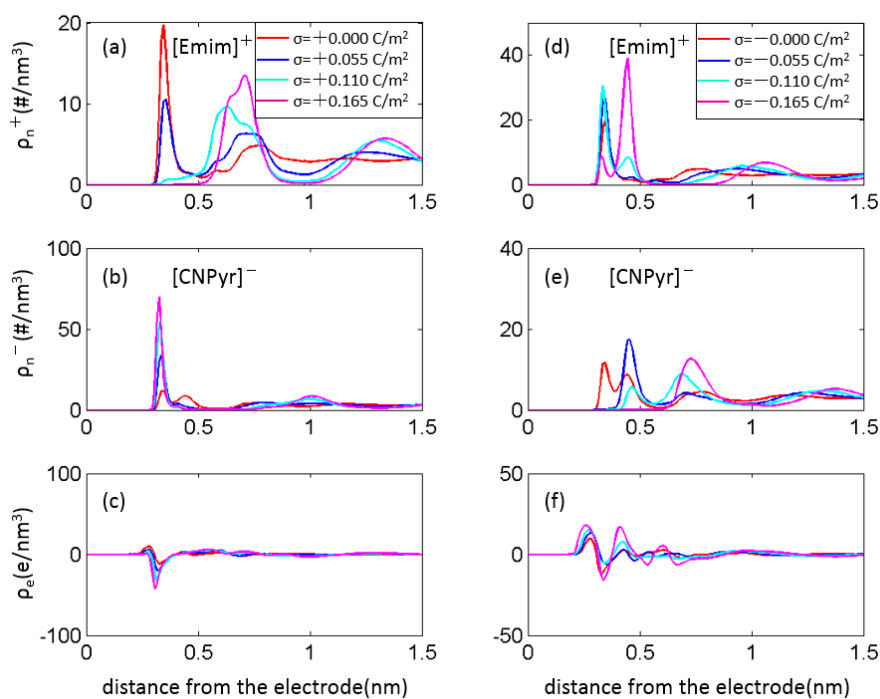 (a)
[Emim]⁺
σ=＋0.000 C/m²
σ=＋0.055 C/m²
σ=＋0.110 C/m²
σ=＋0.165 C/m²
ρₙ⁺(#/nm³)
20
10
0
0 0.5 1 1.5
(d)
[Emim]⁺
σ=－0.000 C/m²
σ=－0.055 C/m²
σ=－0.110 C/m²
σ=－0.165 C/m²
40
20
0
0 0.5 1 1.5
(b)
[CNPyr]⁻
ρₙ⁻(#/nm³)
100
50
0
0 0.5 1 1.5
(e)
[CNPyr]⁻
40
20
0
0 0.5 1 1.5
(c)
ρₑ(e/nm³)
100
0
-100
0 0.5 1 1.5
distance from the electrode(nm)
(f)
50
0
-50
0 0.5 1 1.5
distance from the electrode(nm)